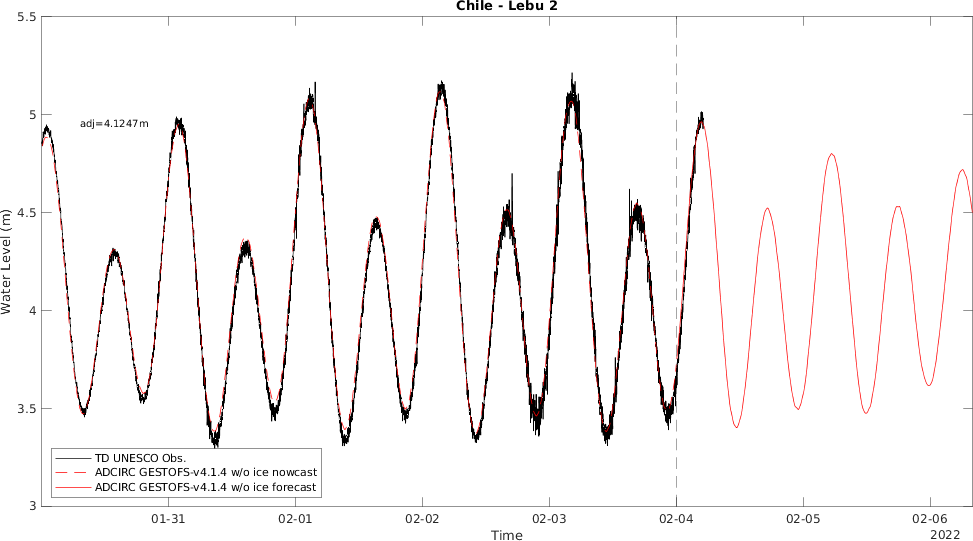 Chile - Lebu 2
5.5
5
4.5
4
3.5
3
Water Level (m)
adj=4.1247m
TD UNESCO Obs.
ADCIRC GESTOFS-v4.1.4 w/o ice nowcast
ADCIRC GESTOFS-v4.1.4 w/o ice forecast
01-31
02-01
02-02
02-03
02-04
02-05
02-06
Time
2022